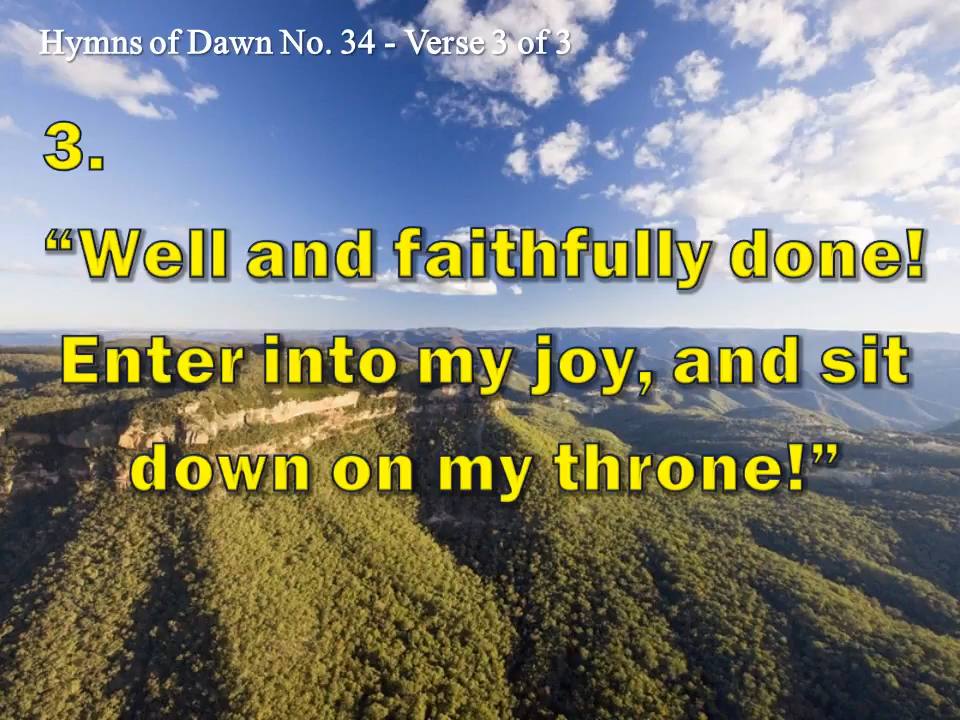 Hymns of Dawn No. 34 - Verse 3 of 3
3.
“Well and faithfully done!
Enter into my joy, and sit
down on my throne!”